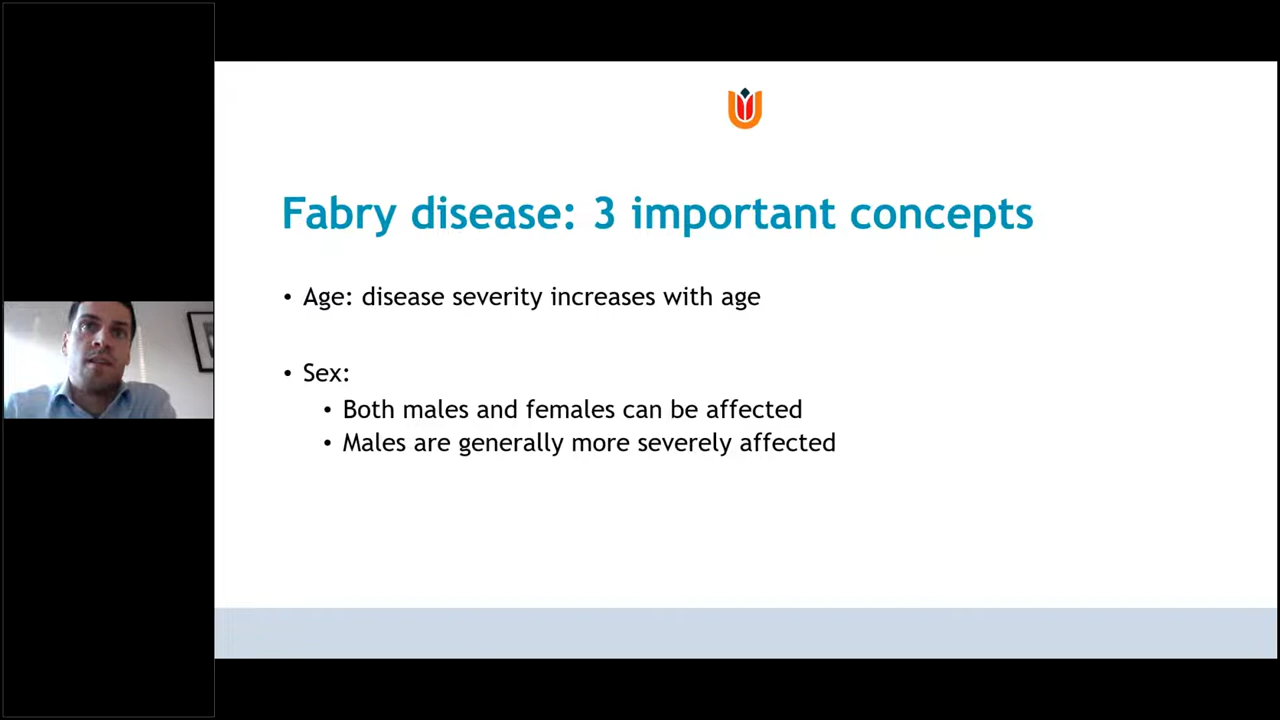 Fabry disease: 3 important concepts
• Age: disease severity increases with age
• Sex:
• Both males and females can be affected
• Males are generally more severely affected